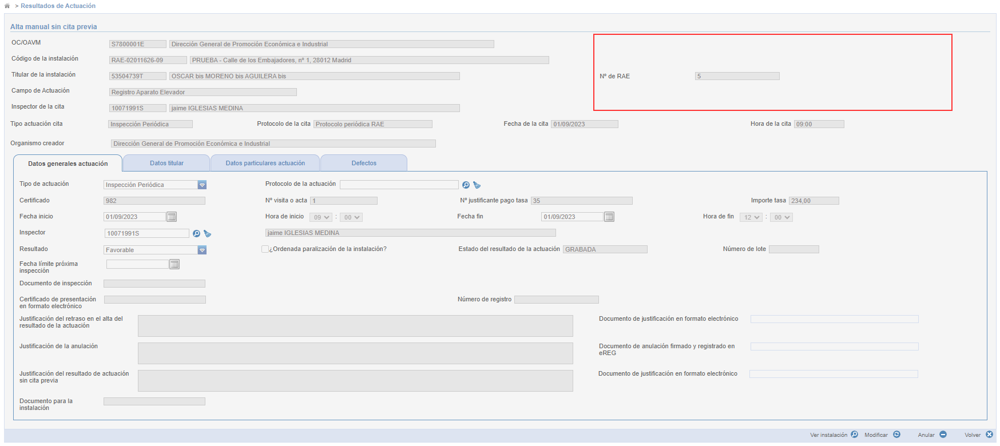 > Resultados de Actuación
Alta manual sin cita previa
OC/OAVM S7800001E Dirección General de Promoción Económica e Industrial
Código de la instalación RAE-02011626-09 PRUEBA - Calle de los Embajadores, nº 1, 28012 Madrid
Titular de la instalación 53504739T OSCAR bis MORENO bis AGUILERA bis Nº de RAE 5
Campo de Actuación Registro Aparato Elevador
Inspector de la cita 10071991S jaime IGLESIAS MEDINA
Tipo actuación cita Inspección Periódica Protocolo de la cita Protocolo periódica RAE Fecha de la cita 01/09/2023 Hora de la cita 09:00
Organismo creador Dirección General de Promoción Económica e Industrial
Datos generales actuación Datos titular Datos particulares actuación Defectos
Tipo de actuación Inspección Periódica Protocolo de la actuación
Certificado 982 Nº visita o acta 1 Nº justificante pago tasa 35 Importe tasa 234,00
Fecha inicio 01/09/2023 Hora de inicio 09 : 00 Fecha fin 01/09/2023 Hora de fin 12 : 00
Inspector 10071991S jaime IGLESIAS MEDINA
Resultado Favorable ¿Ordenada paralización de la instalación? Estado del resultado de la actuación GRABADA Número de lote
Fecha límite próxima
inspección
Documento de inspección
Certificado de presentación
en formato electrónico
Número de registro
Justificación del retraso en el alta del
resultado de la actuación
Documento de justificación en formato electrónico
Justificación de la anulación
Documento de anulación firmado y registrado en
eREG
Justificación del resultado de actuación
sin cita previa
Documento de justificación en formato electrónico
Documento para la
instalación
Ver instalación Modificar Anular Volver